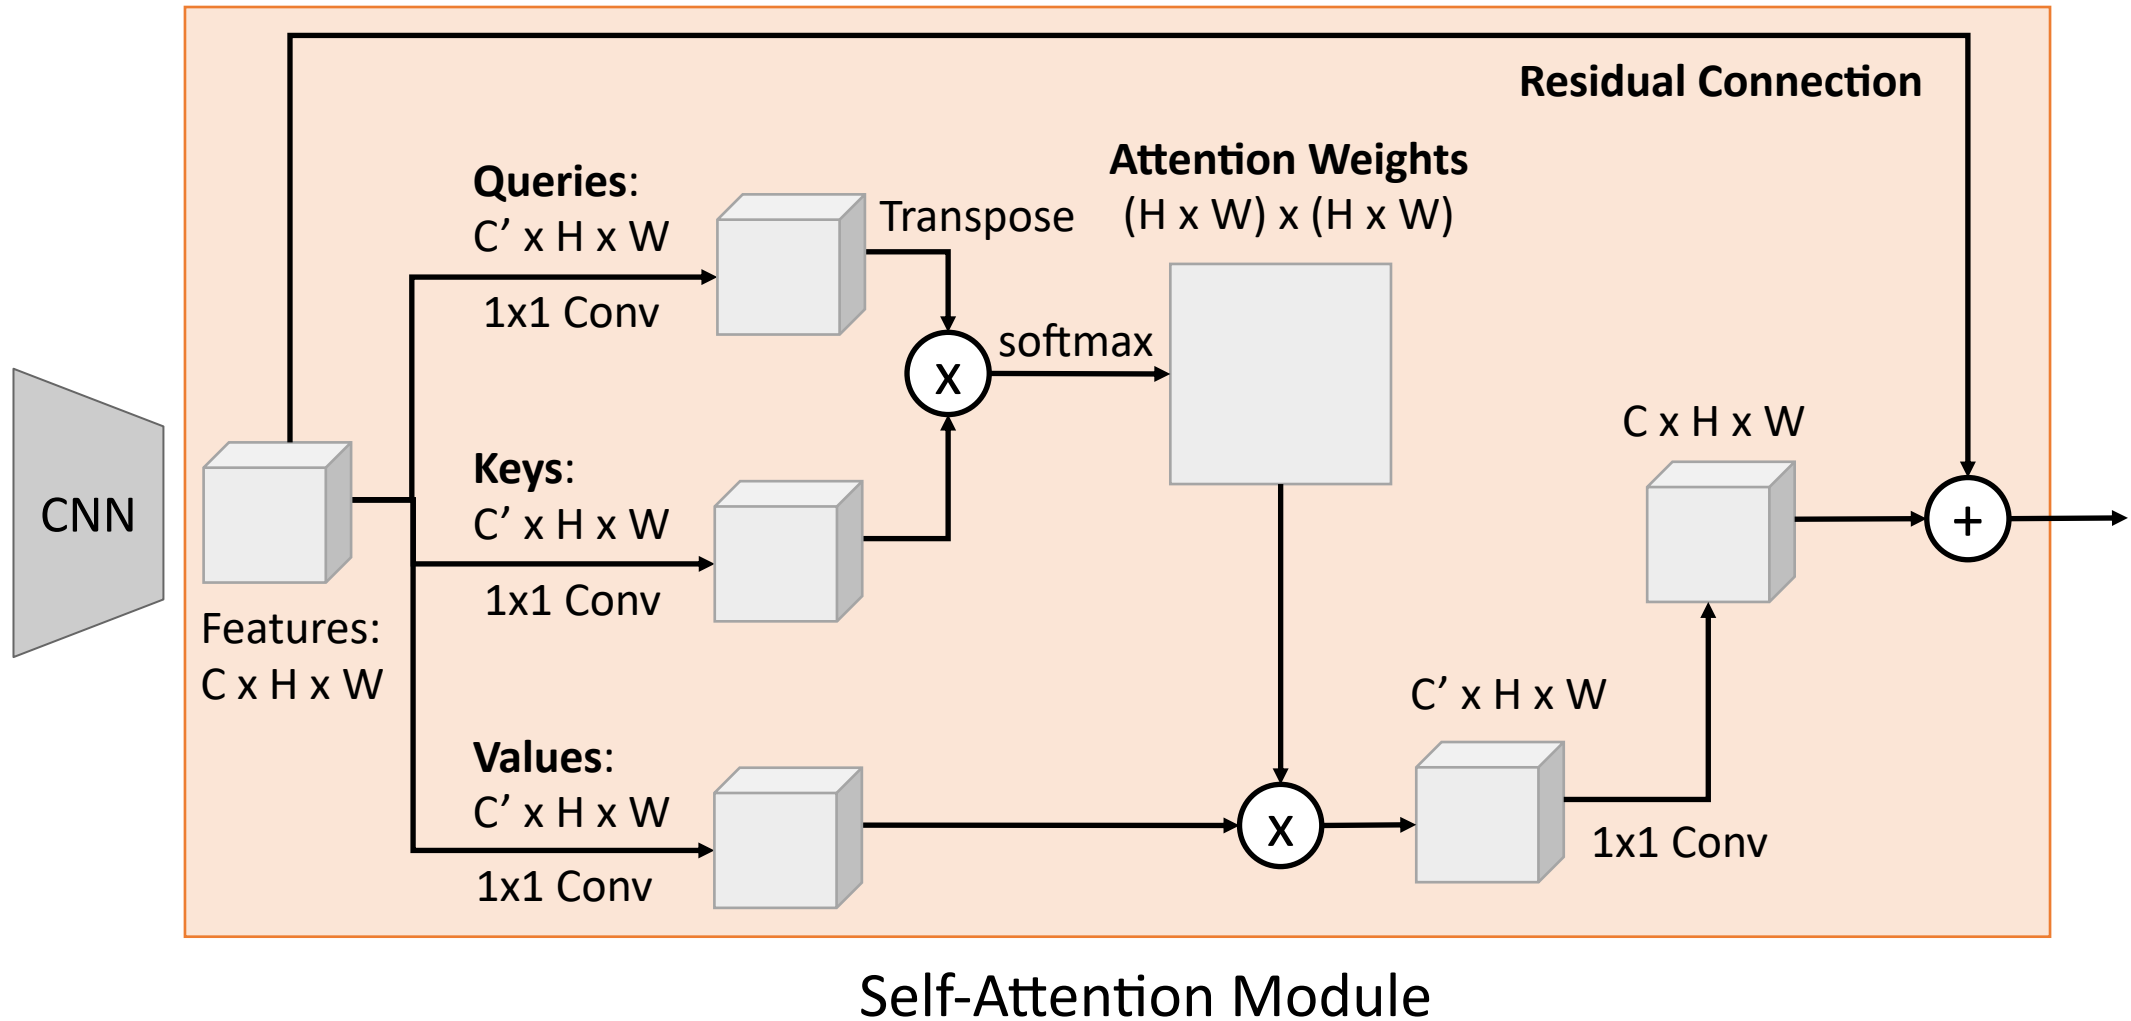 Residual Connection
Attention Weights
(H x W) x (H x W)
Queries:
C’ x H x W
1x1 Conv
Transpose
x
softmax
CNN
Features:
C x H x W
Keys:
C’ x H x W
1x1 Conv
Values:
C’ x H x W
1x1 Conv
x
C’ x H x W
1x1 Conv
C x H x W
+
Self-Attention Module